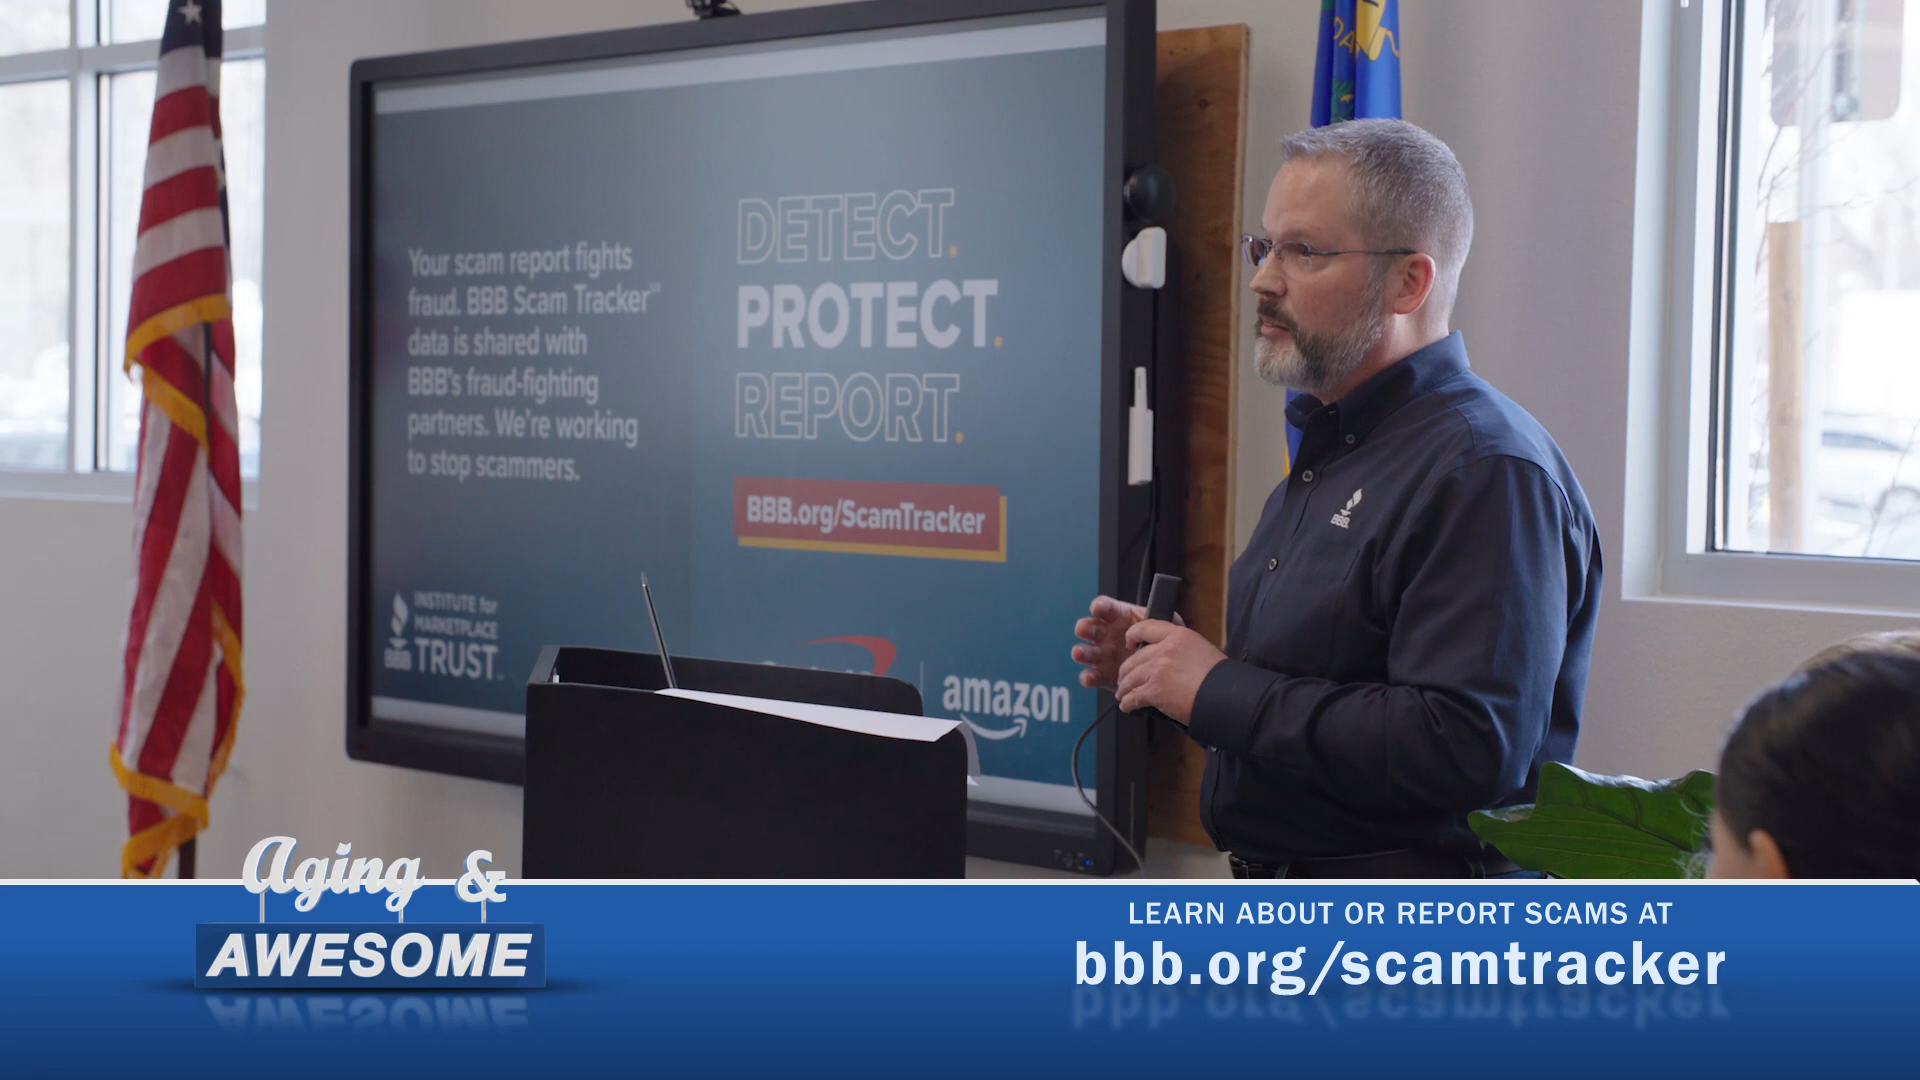 Your scam report fights
fraud. BBB Scam Tracker
data is shared with
BBB's fraud-fighting
partners. We're working
to stop scammers.
DETECT.
PROTECT.
REPORT.
BBB.org/ScamTracker
BBB
INSTITUTE for
MARKETPLACE
TRUST
amazon
BBB
Aging &
AWESOME
LEARN ABOUT OR REPORT SCAMS AT
bbb.org/scamtracker